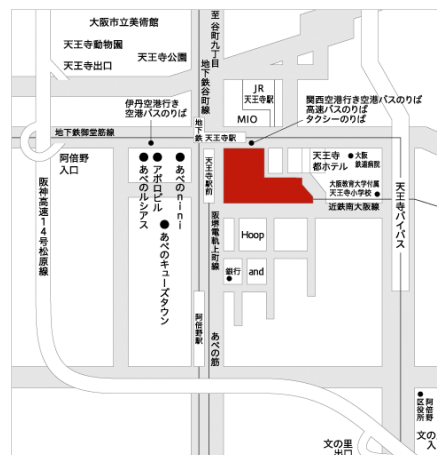 大阪市立美術館
天王寺動物園
天王寺公園
天王寺出口
至 谷町九丁目
地下鉄谷町線
JR
天王寺駅
MIO
伊丹空港行き
空港バスのりば
関西空港行き空港バスのりば
高速バスのりば
タクシーのりば
地下鉄御堂筋線
地下鉄
天王寺駅
阿倍野
入口
阪神高速14号松原線
あべのルシアス
アポロビル
あべのnini
あべのキューズタウン
天王寺駅前
阪堺電軌上町線
天王寺
都ホテル
大阪
鉄道病院
大阪教育大学付属
天王寺小学校
近鉄南大阪線
天王寺バイパス
Hoop
銀行
and
阿倍野駅
あべの筋
阿倍野
区役所
文の里
出口
文の
入